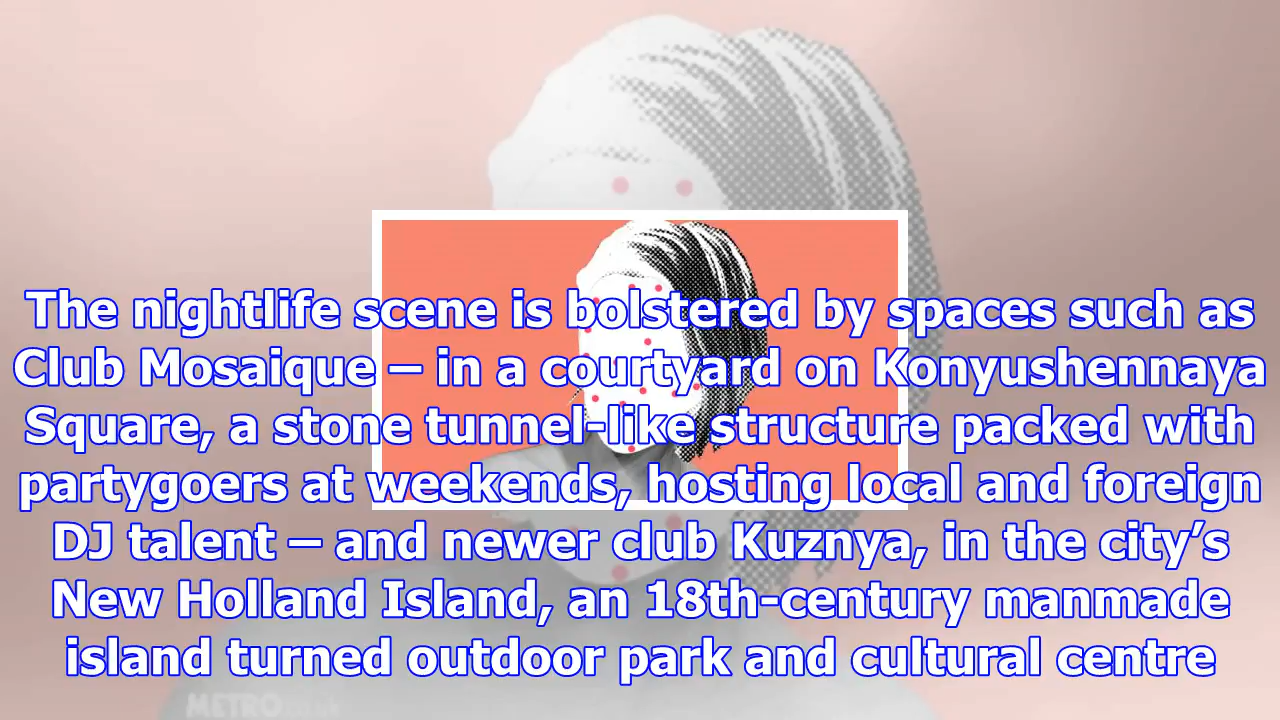 The nightlife scene is bolstered by spaces such as
Club Mosaique – in a courtyard on Konyushennaya
Square, a stone tunnel-like structure packed with
partygoers at weekends, hosting local and foreign
DJ talent – and newer club Kuznya, in the city’s
New Holland Island, an 18th-century manmade
island turned outdoor park and cultural centre
METRO